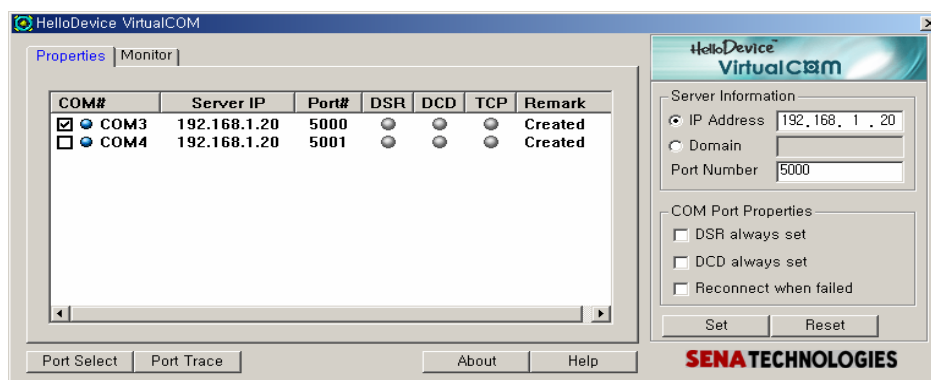 HelloDevice VirtualCOM
Properties Monitor
COM# Server IP Port# DSR DCD TCP Remark
COM3 192.168.1.20 5000 Created
COM4 192.168.1.20 5001 Created
Port Select Port Trace About Help
HelloDevice™
VirtualCOM
Server Information
IP Address 192.168. 1 . 20
Domain
Port Number 5000
COM Port Properties
DSR always set
DCD always set
Reconnect when failed
Set Reset
SENA TECHNOLOGIES